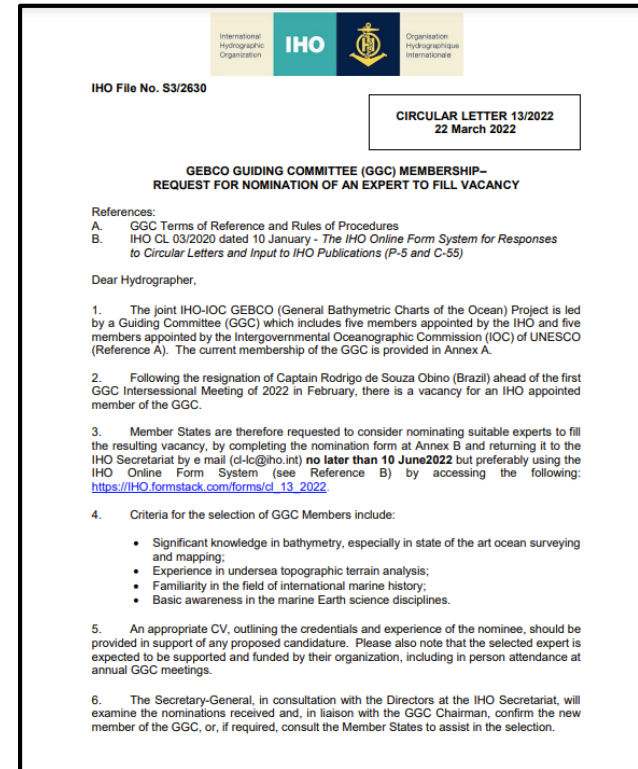 International
Hydrographic
Organization
IHO
Organisation
Hydrographique
Internationale
IHO File No. S3/2630
CIRCULAR LETTER 13/2022
22 March 2022
GEBCO GUIDING COMMITTEE (GGC) MEMBERSHIP–
REQUEST FOR NOMINATION OF AN EXPERT TO FILL VACANCY
References:
A. GGC Terms of Reference and Rules of Procedures
B. IHO CL 03/2020 dated 10 January - The IHO Online Form System for Responses
to Circular Letters and Input to IHO Publications (P-5 and C-55)
Dear Hydrographer,
1. The joint IHO-IOC GEBCO (General Bathymetric Charts of the Ocean) Project is led
by a Guiding Committee (GGC) which includes five members appointed by the IHO and five
members appointed by the Intergovernmental Oceanographic Commission (IOC) of UNESCO
(Reference A). The current membership of the GGC is provided in Annex A.
2. Following the resignation of Captain Rodrigo de Souza Obino (Brazil) ahead of the first
GGC Intersessional Meeting of 2022 in February, there is a vacancy for an IHO appointed
member of the GGC.
3. Member States are therefore requested to consider nominating suitable experts to fill
the resulting vacancy, by completing the nomination form at Annex B and returning it to the
IHO Secretariat by e mail (cl-lc@iho.int) no later than 10 June2022 but preferably using the
IHO Online Form System (see Reference B) by accessing the following:
https://IHO.formstack.com/forms/cl_13_2022.
4. Criteria for the selection of GGC Members include:
• Significant knowledge in bathymetry, especially in state of the art ocean surveying
and mapping;
• Experience in undersea topographic terrain analysis;
• Familiarity in the field of international marine history;
• Basic awareness in the marine Earth science disciplines.
5. An appropriate CV, outlining the credentials and experience of the nominee, should be
provided in support of any proposed candidature. Please also note that the selected expert is
expected to be supported and funded by their organization, including in person attendance at
annual GGC meetings.
6. The Secretary-General, in consultation with the Directors at the IHO Secretariat, will
examine the nominations received and, in liaison with the GGC Chairman, confirm the new
member of the GGC, or, if required, consult the Member States to assist in the selection.